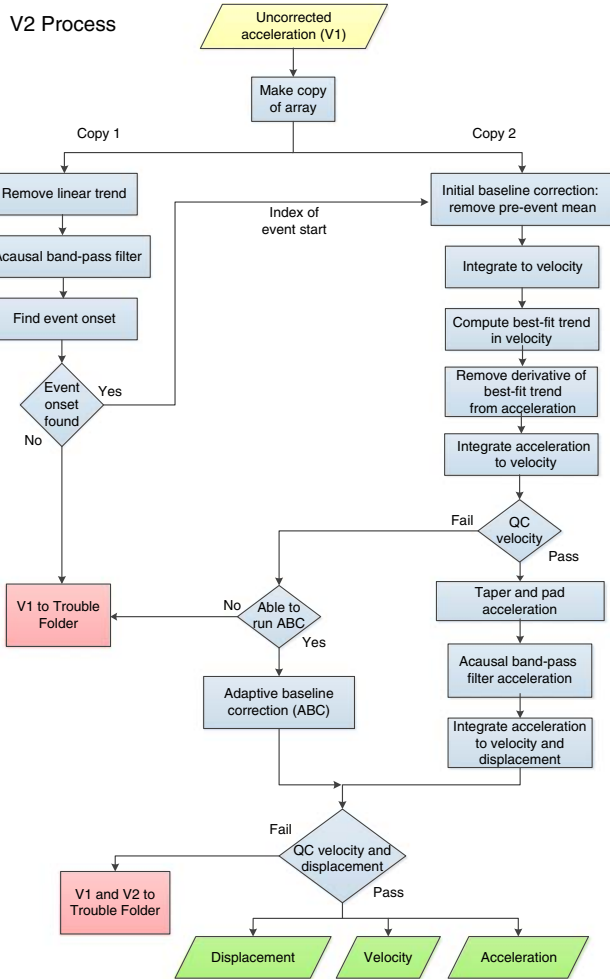 V2 Process
Uncorrected
acceleration (V1)
Make copy
of array
Copy 1
Copy 2
Remove linear trend
Initial baseline correction:
remove pre-event mean
Index of
event start
Acausal band-pass filter
Integrate to velocity
Find event onset
Compute best-fit trend
in velocity
Event
onset
found
Yes
No
Remove derivative of
best-fit trend
from acceleration
Integrate acceleration
to velocity
QC
velocity
Fail
Pass
V1 to Trouble
Folder
No
Able to
run ABC
Yes
Taper and pad
acceleration
Adaptive baseline
correction (ABC)
Acausal band-pass
filter acceleration
Integrate acceleration
to velocity and
displacement
Fail
QC velocity and
displacement
Pass
V1 and V2 to
Trouble Folder
Displacement
Velocity
Acceleration